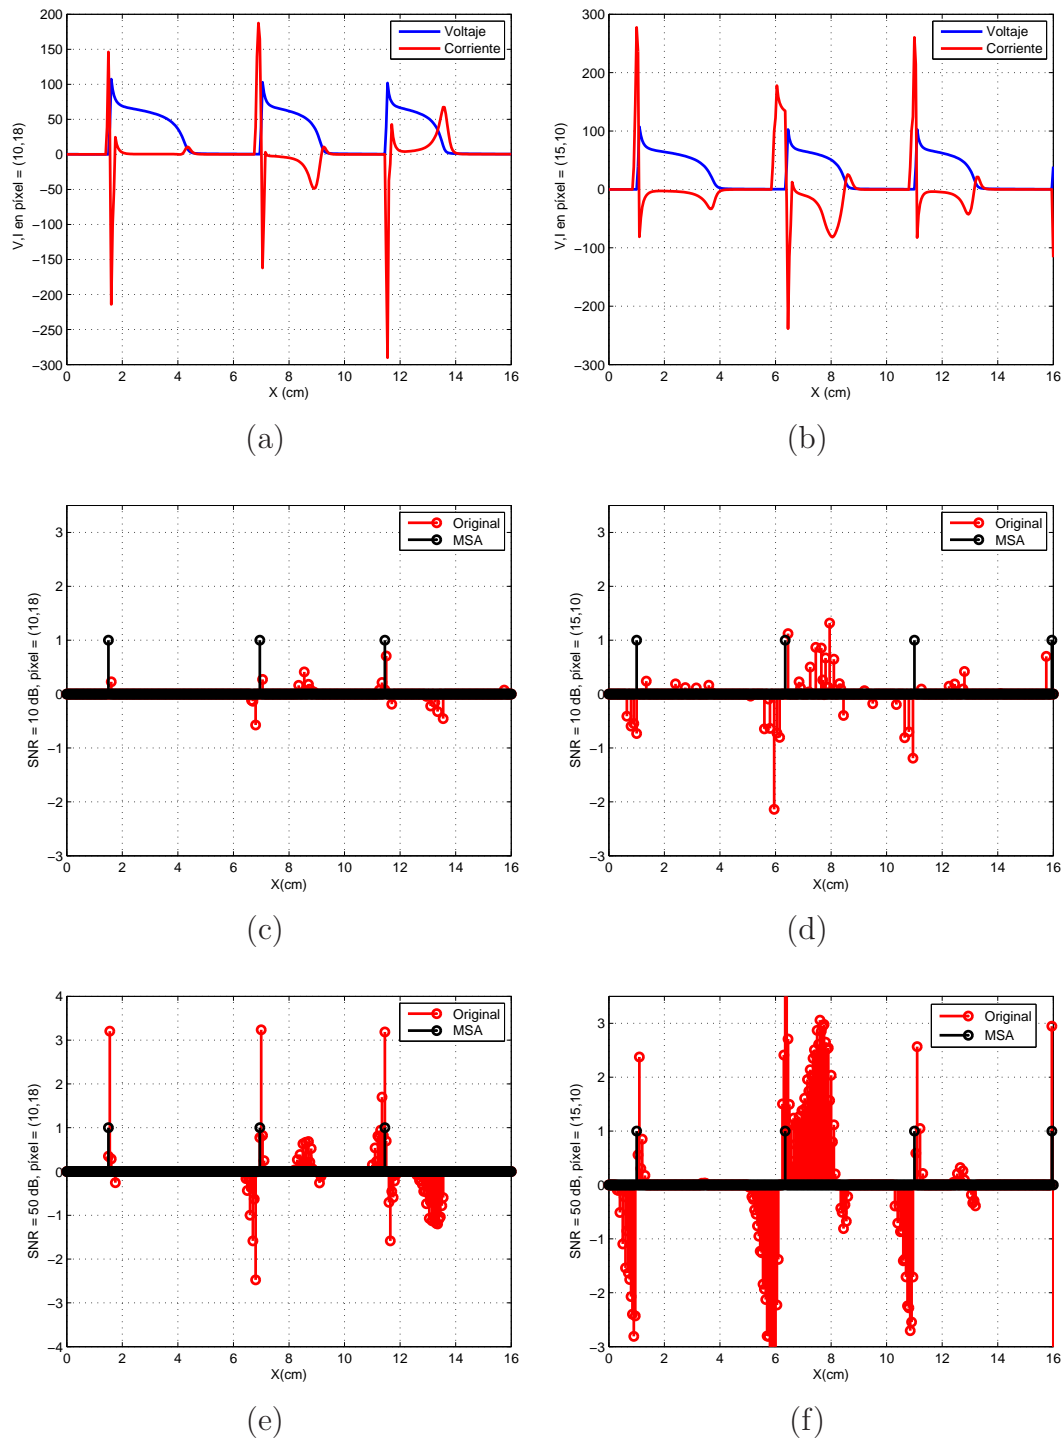 200
150
100
50
0
−50
−100
−150
−200
−250
−300
0 2 4 6 8 10 12 14 16
X (cm)
V,I en pixel = (10,18)
Voltaje
Corriente
(a)
300
200
100
0
−100
−200
−300
0 2 4 6 8 10 12 14 16
X (cm)
V,I en pixel = (15,10)
Voltaje
Corriente
(b)
3
2
1
0
−1
−2
−3
0 2 4 6 8 10 12 14 16
X(cm)
SNR = 10 dB, pixel = (10,18)
Original
MSA
(c)
3
2
1
0
−1
−2
−3
0 2 4 6 8 10 12 14 16
X(cm)
SNR = 10 dB, pixel = (15,10)
Original
MSA
(d)
4
3
2
1
0
−1
−2
−3
−4
0 2 4 6 8 10 12 14 16
X(cm)
SNR = 50 dB, pixel = (10,18)
Original
MSA
(e)
3
2
1
0
−1
−2
−3
0 2 4 6 8 10 12 14 16
X(cm)
SNR = 50 dB, pixel = (15,10)
Original
MSA
(f)